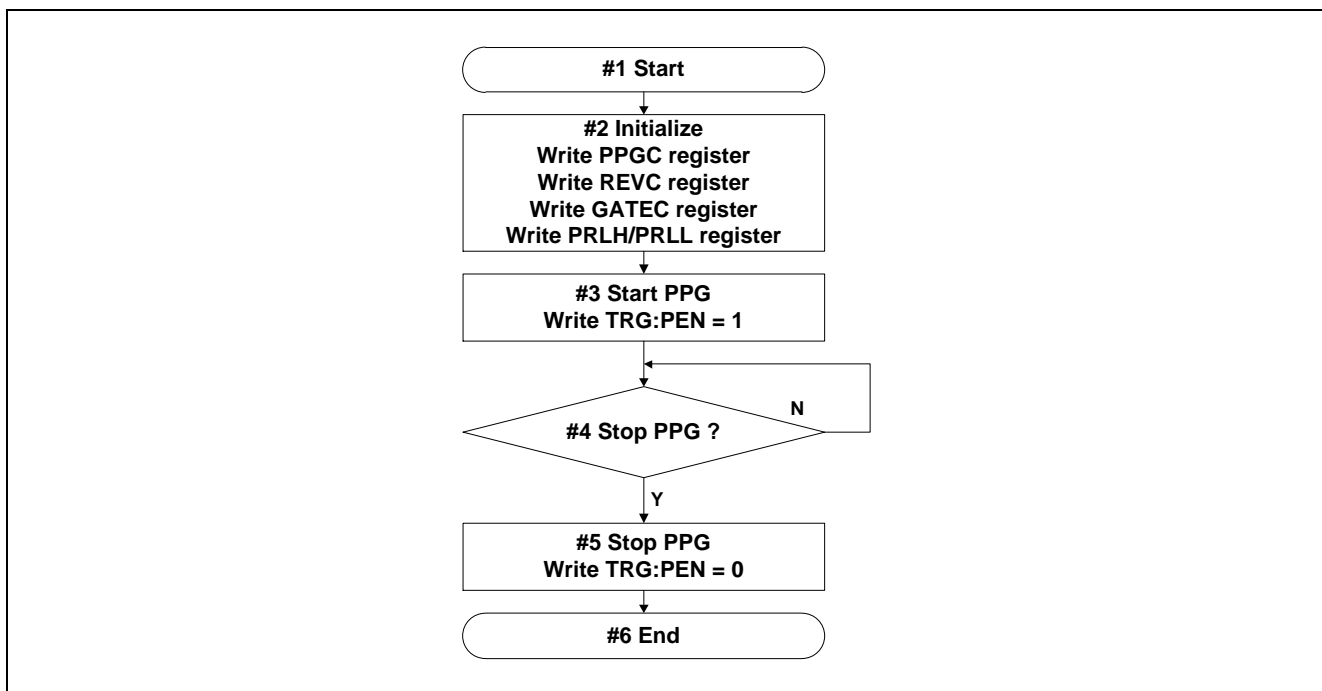 #1 Start
#2 Initialize
Write PPGC register
Write REVC register
Write GATEC register
Write PRLH/PRLL register
#3 Start PPG
Write TRG:PEN = 1
N
#4 Stop PPG ?
Y
#5 Stop PPG
Write TRG:PEN = 0
#6 End